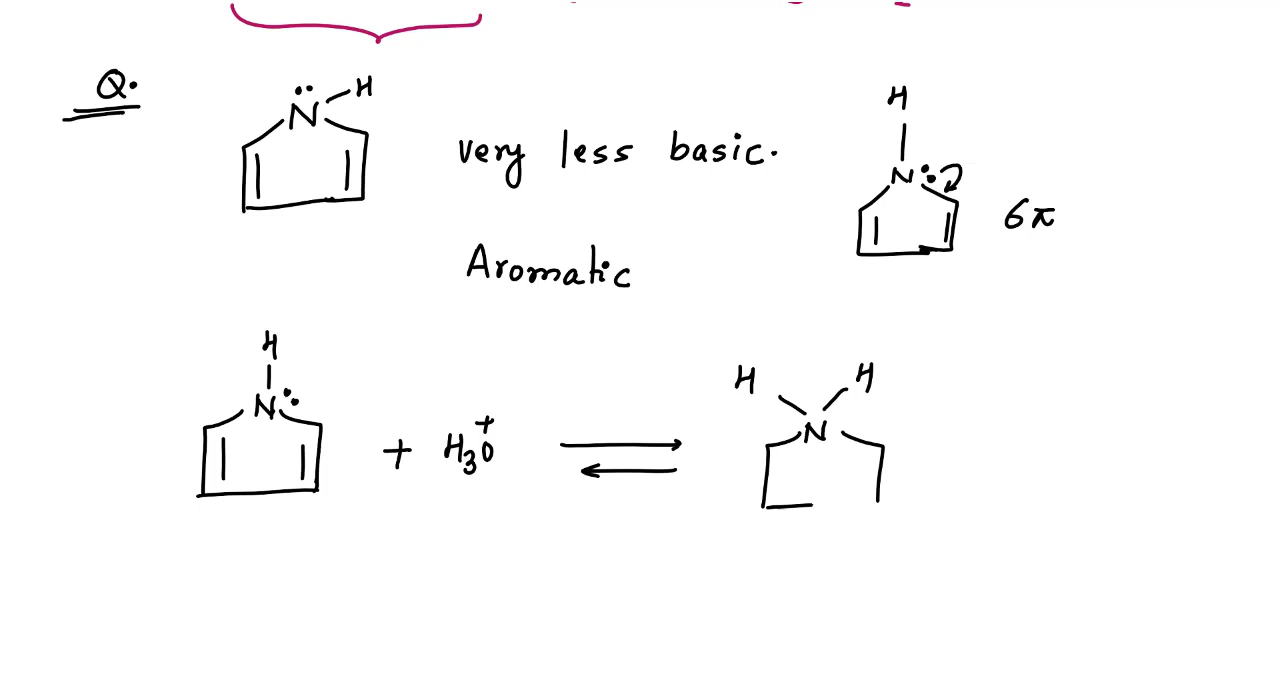 Q.
N̈ H
very less basic.
H
N:
6π
Aromatic
H
N:
+ H₃O⁺ ⇌
H H
N